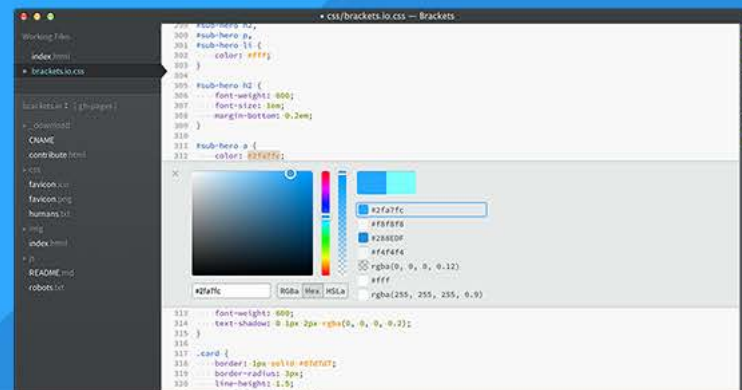 • css/brackets.io.css — Brackets
Working Files
index.html
• brackets.io.css
brackets.io ‡ [gh-pages]
▸ _download
CNAME
contribute.html
▸ css
favicon.ico
favicon.png
humans.txt
▸ img
index.html
▸ js
README.md
robots.txt
299 #sub-hero h2,
300 #sub-hero p,
301 #sub-hero li {
302 color: #fff;
303 }
304
305 #sub-hero h2 {
306 font-weight: 600;
307 font-size: 1em;
308 margin-bottom: 0.2em;
309 }
310
311 #sub-hero a {
312 color: #2fa7fc;
#2fa7fc
#f8f8f8
#288EDF
#f4f4f4
rgba(0, 0, 0, 0.12)
#fff
rgba(255, 255, 255, 0.9)
#2fa7fc
RGBa Hex HSLa
313 font-weight: 600;
314 text-shadow: 0 1px 2px rgba(0, 0, 0, 0.2);
315 }
316
317 .card {
318 border: 1px solid #d7d7d7;
319 border-radius: 3px;
320 line-height: 1.5;